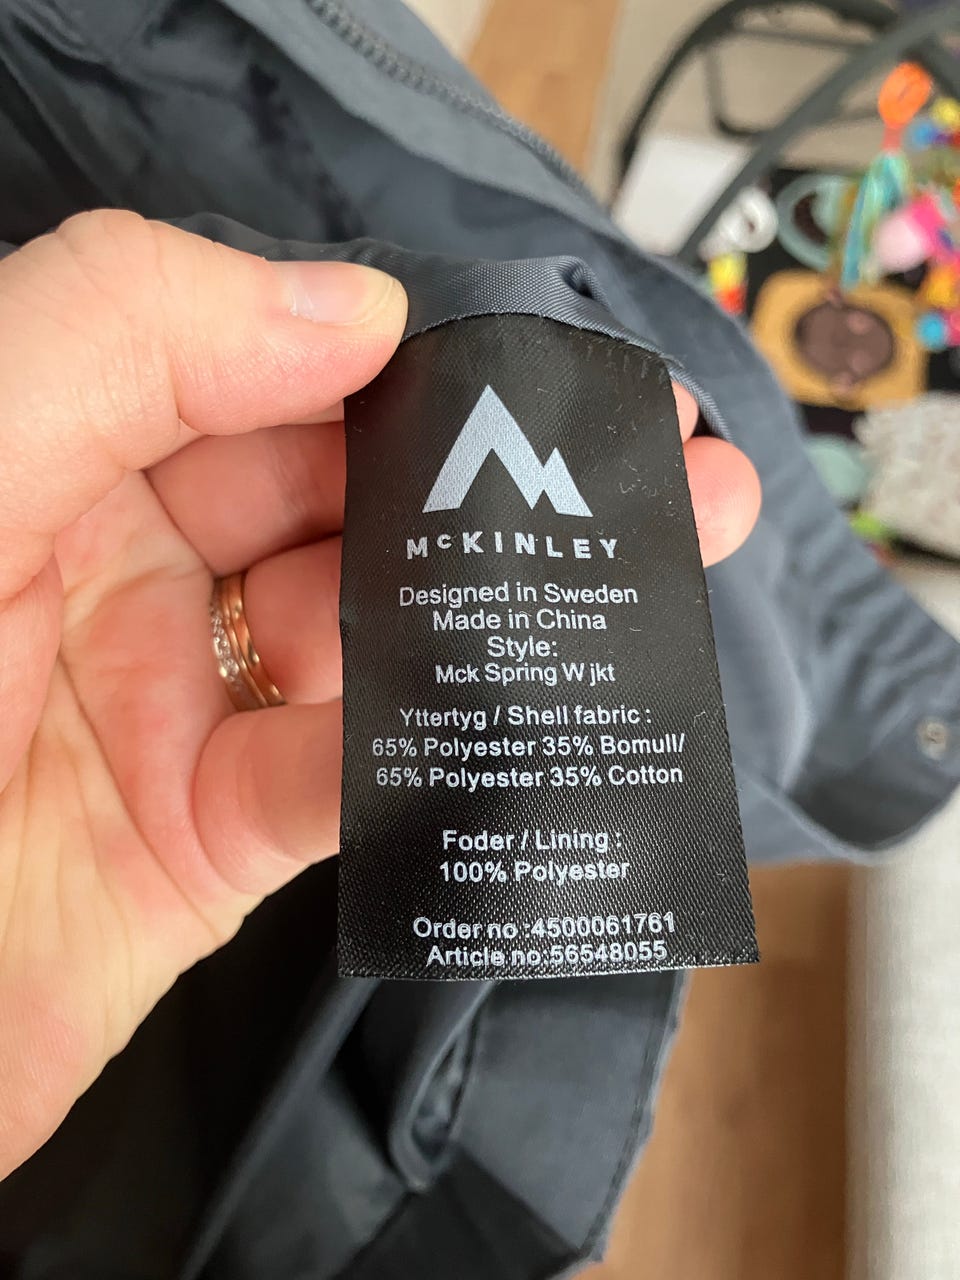 McKINLEY
Designed in Sweden
Made in China
Style:
Mck Spring W jkt
Yttertyg / Shell fabric :
65% Polyester 35% Bomull/
65% Polyester 35% Cotton
Foder / Lining :
100% Polyester
Order no :4500061761
Article no:56548055